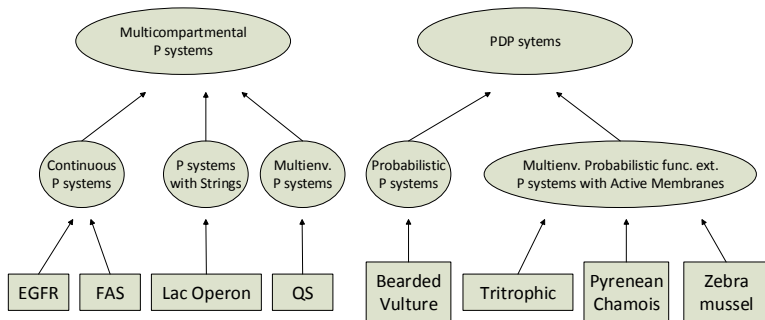 Multicompartmental
P systems
PDP sytems
Continuous
P systems
P systems
with Strings
Multienv.
P systems
Probabilistic
P systems
Multienv. Probabilistic func. ext.
P systems with Active Membranes
EGFR
FAS
Lac Operon
QS
Bearded
Vulture
Tritrophic
Pyrenean
Chamois
Zebra
mussel